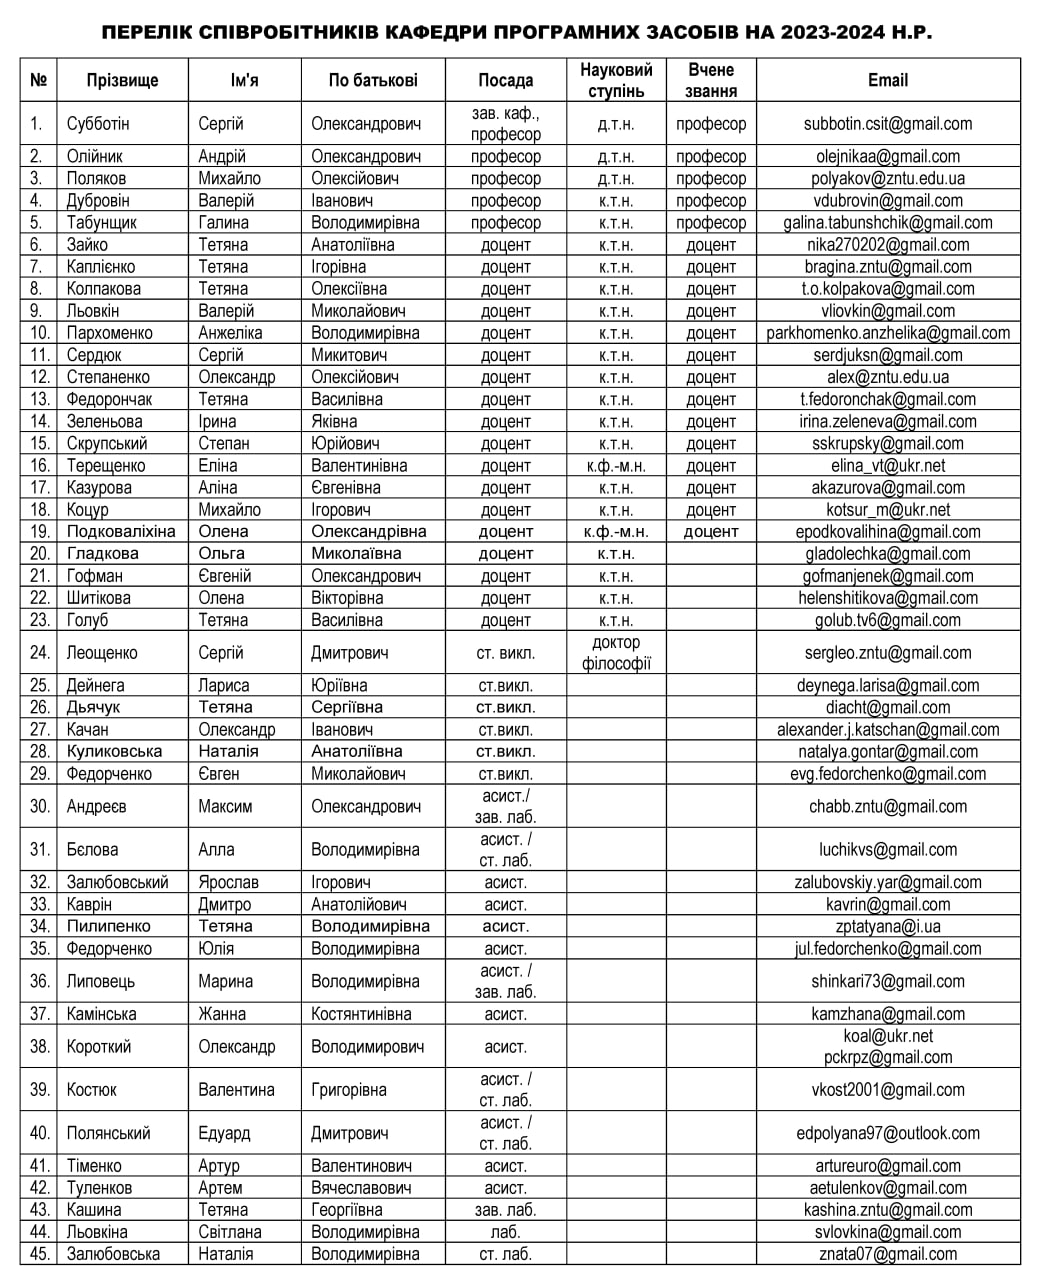 ПЕРЕЛІК СПІВРОБІТНИКІВ КАФЕДРИ ПРОГРАМНИХ ЗАСОБІВ НА 2023-2024 Н.Р.
№ Прізвище Ім'я По батькові Посада Науковий ступінь Вчене звання Email
1. Субботін Сергій Олександрович зав. каф., професор д.т.н. професор subbotin.csit@gmail.com
2. Олійник Андрій Олександрович професор д.т.н. професор olejnikaa@gmail.com
3. Поляков Михайло Олексійович професор д.т.н. професор polyakov@zntu.edu.ua
4. Дубровін Валерій Іванович професор к.т.н. професор vdubrovin@gmail.com
5. Табунщик Галина Володимирівна професор к.т.н. професор galina.tabunshchik@gmail.com
6. Зайко Тетяна Анатоліївна доцент к.т.н. доцент nika270202@gmail.com
7. Каплієнко Тетяна Ігорівна доцент к.т.н. доцент bragina.zntu@gmail.com
8. Колпакова Тетяна Олексіївна доцент к.т.н. доцент t.o.kolpakova@gmail.com
9. Льовкін Валерій Миколайович доцент к.т.н. доцент vliovkin@gmail.com
10. Пархоменко Анжеліка Володимирівна доцент к.т.н. доцент parkhomenko.anzhelika@gmail.com
11. Сердюк Сергій Микитович доцент к.т.н. доцент serdjuksn@gmail.com
12. Степаненко Олександр Олексійович доцент к.т.н. доцент alex@zntu.edu.ua
13. Федорончак Тетяна Василівна доцент к.т.н. доцент t.fedoronchak@gmail.com
14. Зеленьова Ірина Яківна доцент к.т.н. доцент irina.zeleneva@gmail.com
15. Скрупський Степан Юрійович доцент к.т.н. доцент sskrupsky@gmail.com
16. Терещенко Еліна Валентинівна доцент к.ф.-м.н. доцент elina_vt@ukr.net
17. Казурова Аліна Євгенівна доцент к.т.н. доцент akazurova@gmail.com
18. Коцур Михайло Ігорович доцент к.т.н. доцент kotsur_m@ukr.net
19. Подковаліхіна Олена Олександрівна доцент к.ф.-м.н. доцент epodkovalihina@gmail.com
20. Гладкова Ольга Миколаївна доцент к.т.н. gladolechka@gmail.com
21. Гофман Євгеній Олександрович доцент к.т.н. gofmanjenek@gmail.com
22. Шитікова Олена Вікторівна доцент к.т.н. helenshitikova@gmail.com
23. Голуб Тетяна Василівна доцент к.т.н. golub.tv6@gmail.com
24. Леощенко Сергій Дмитрович ст. викл. доктор філософії sergleo.zntu@gmail.com
25. Дейнега Лариса Юріївна ст.викл. deynega.larisa@gmail.com
26. Дьячук Тетяна Сергіївна ст.викл. diacht@gmail.com
27. Качан Олександр Іванович ст.викл. alexander.j.katschan@gmail.com
28. Куликовська Наталія Анатоліївна ст.викл. natalya.gontar@gmail.com
29. Федорченко Євген Миколайович ст.викл. evg.fedorchenko@gmail.com
30. Андреєв Максим Олександрович асист./ зав. лаб. chabb.zntu@gmail.com
31. Бєлова Алла Володимирівна асист. / ст. лаб. luchikvs@gmail.com
32. Залюбовський Ярослав Ігорович асист. zalubovskiy.yar@gmail.com
33. Каврін Дмитро Анатолійович асист. kavrin@gmail.com
34. Пилипенко Тетяна Володимирівна асист. zptatyana@i.ua
35. Федорченко Юлія Володимирівна асист. jul.fedorchenko@gmail.com
36. Липовець Марина Володимирівна асист. / зав. лаб. shinkari73@gmail.com
37. Камінська Жанна Костянтинівна асист. kamzhana@gmail.com
38. Короткий Олександр Володимирович асист. koal@ukr.net pckrpz@gmail.com
39. Костюк Валентина Григорівна асист. / ст. лаб. vkost2001@gmail.com
40. Полянський Едуард Дмитрович асист. / ст. лаб. edpolyana97@outlook.com
41. Тіменко Артур Валентинович асист. artureuro@gmail.com
42. Туленков Артем Вячеславович асист. aetulenkov@gmail.com
43. Кашина Тетяна Георгіївна зав. лаб. kashina.zntu@gmail.com
44. Льовкіна Світлана Володимирівна лаб. svlovkina@gmail.com
45. Залюбовська Наталія Володимирівна ст. лаб. znata07@gmail.com